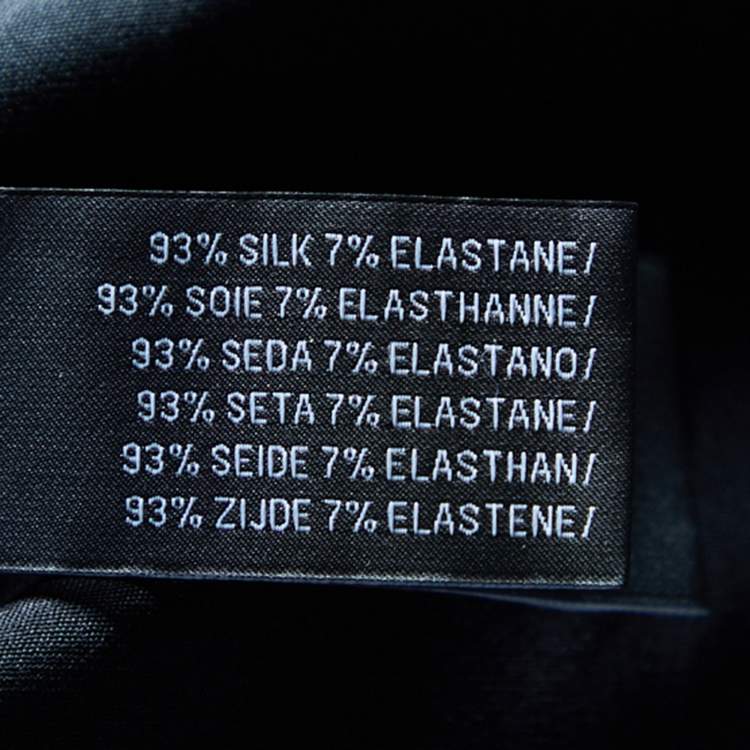 93% SILK 7% ELASTANE/
93% SOIE 7% ELASTHANNE/
93% SEDA 7% ELASTANO/
93% SETA 7% ELASTANE/
93% SEIDE 7% ELASTHAN/
93% ZIJDE 7% ELASTENE/